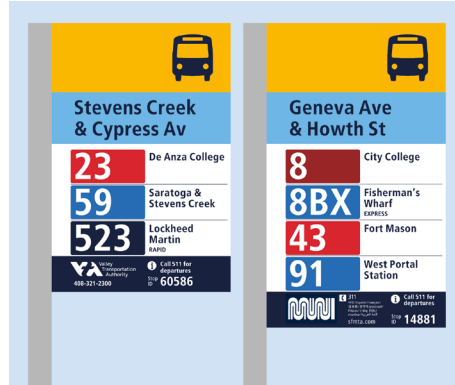 Stevens Creek
& Cypress Av
23 De Anza College
59 Saratoga &
Stevens Creek
523 Lockheed
Martin
RAPID
VTA Valley
Transportation
Authority
408-321-2300
Call 511 for
departures
Stop
ID 60586
Geneva Ave
& Howth St
8 City College
8BX Fisherman's
Wharf
EXPRESS
43 Fort Mason
91 West Portal
Station
muni
311
sfmta.com
Call 511 for
departures
Stop
ID 14881